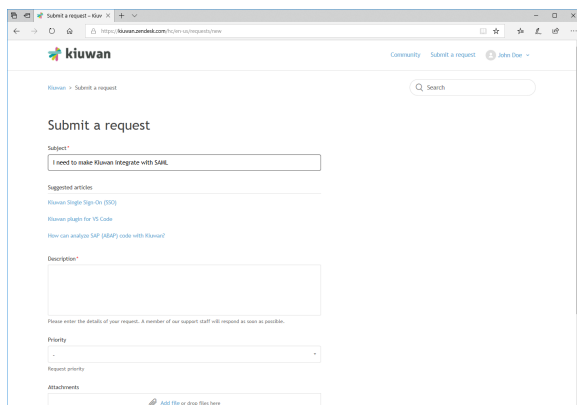 Submit a request – Kiuw
https://kiuwan.zendesk.com/hc/en-us/requests/new
kiuwan
Community Submit a request John Doe
Kiuwan > Submit a request
Search
Submit a request
Subject*
I need to make Kiuwan integrate with SAML
Suggested articles
Kiuwan Single Sign-On (SSO)
Kiuwan plugin for VS Code
How can analyze SAP (ABAP) code with Kiuwan?
Description*
Please enter the details of your request. A member of our support staff will respond as soon as possible.
Priority
-
Request priority
Attachments
Add file or drop files here